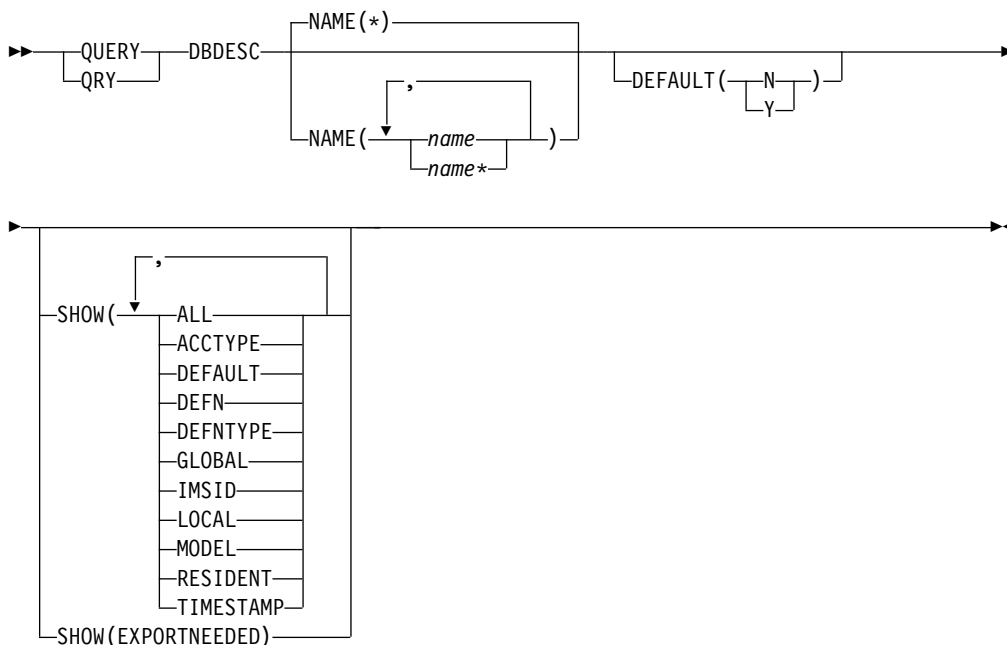 NAME(*)
QUERY DBDESC
QRY DEFAULT( N )
Y
,
NAME( name )
name*
,
SHOW( ALL
ACCTYPE
DEFAULT
DEFN
DEFNTYPE
GLOBAL
IMSID
LOCAL
MODEL
RESIDENT
TIMESTAMP
SHOW(EXPORTNEEDED)